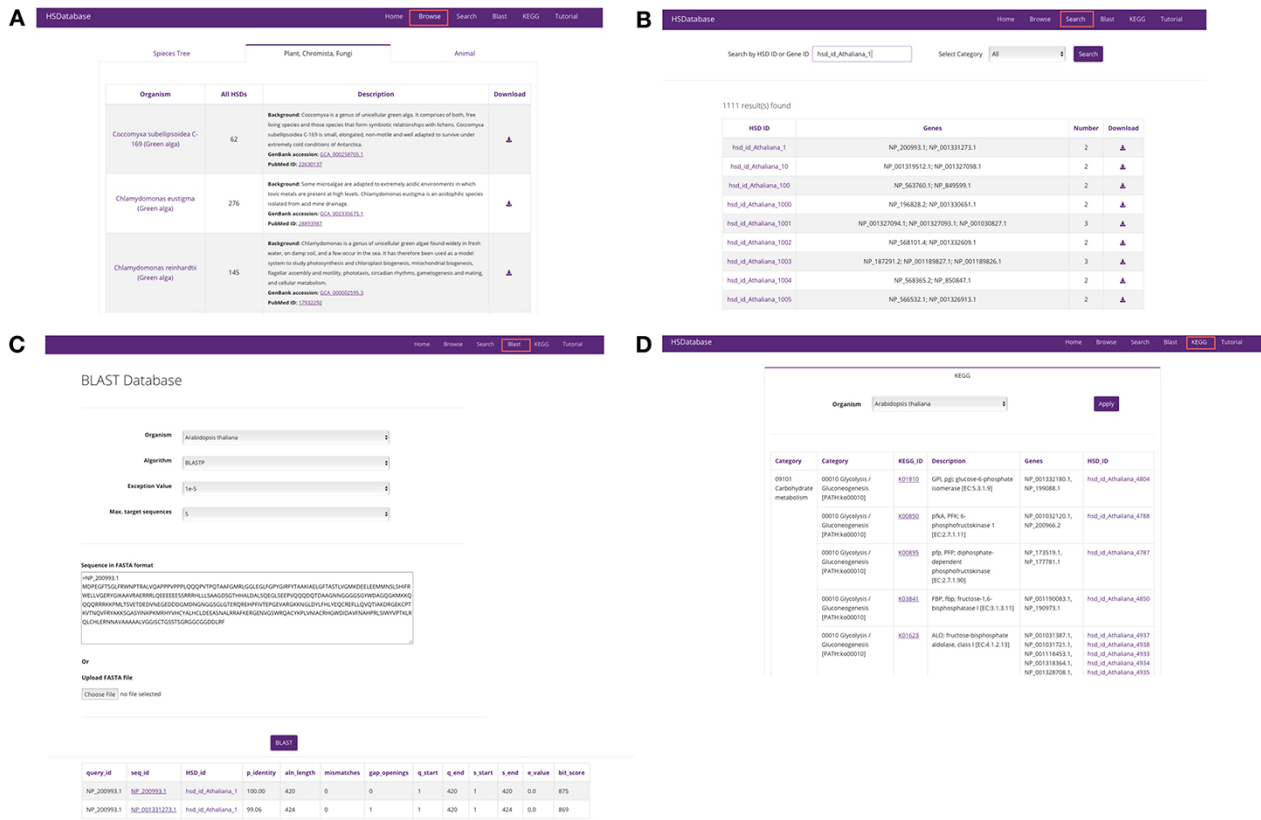 A
HSDatabase
Home Browse Search Blast KEGG Tutorial
Spieces Tree
Plant, Chromista, Fungi
Animal
Organism All HSDs Description Download
Coccomyxa subellipsoidea C-
169 (Green alga)
62
Background: Coccomyxa is a genus of unicellular green alga. It comprises of both, free
living species and those species that form symbiotic relationships with lichens. Coccomyxa
subellipsoidea C-169 is small, elongated, non-motile and well adapted to survive under
extremely cold conditions of Antarctica.
GenBank accession: GCA_000258705.1
PubMed ID: 22630137
Chlamydomonas eustigma
(Green alga)
276
Background: Some microalgae are adapted to extremely acidic environments in which
toxic metals are present at high levels. Chlamydomonas eustigma is an acidophilic species
isolated from acid mine drainage.
GenBank accession: GCA_002335675.1
PubMed ID: 28893987
Chlamydomonas reinhardtii
(Green alga)
145
Background: Chlamydomonas is a genus of unicellular green algae found widely in fresh
water, on damp soil, and a few occur in the sea. It has therefore been used as a model
system to study photosynthesis and chloroplast biogenesis, mitochondrial biogenesis,
flagellar assembly and motility, phototaxis, circadian rhythms, gametogenesis and mating,
and cellular metabolism.
GenBank accession: GCA_000002595.3
PubMed ID: 17932292
B
HSDatabase
Home Browse Search Blast KEGG Tutorial
Search by HSD ID or Gene ID hsd_id_Athaliana_1 Select Category All Search
1111 result(s) found
HSD ID Genes Number Download
hsd_id_Athaliana_1 NP_200993.1; NP_001331273.1 2
hsd_id_Athaliana_10 NP_001319512.1; NP_001327098.1 2
hsd_id_Athaliana_100 NP_563760.1; NP_849599.1 2
hsd_id_Athaliana_1000 NP_196828.2; NP_001330651.1 2
hsd_id_Athaliana_1001 NP_001327094.1; NP_001327093.1; NP_001030827.1 3
hsd_id_Athaliana_1002 NP_568101.4; NP_001332609.1 2
hsd_id_Athaliana_1003 NP_187291.2; NP_001189827.1; NP_001189826.1 3
hsd_id_Athaliana_1004 NP_568365.2; NP_850847.1 2
hsd_id_Athaliana_1005 NP_566532.1; NP_001326913.1 2
C
Home Browse Search Blast KEGG Tutorial
BLAST Database
Organism Arabidopsis thaliana
Algorithm BLASTP
Exception Value 1e-5
Max. target sequences 5
Sequence in FASTA format
>NP_200993.1
Or
Upload FASTA file
Choose File no file selected
BLAST
query_id seq_id HSD_id p_identity aln_length mismatches gap_openings q_start q_end s_start s_end e_value bit_score
NP_200993.1 NP_200993.1 hsd_id_Athaliana_1 100.00 420 0 0 1 420 1 420 0.0 875
NP_200993.1 NP_001331273.1 hsd_id_Athaliana_1 99.06 424 0 1 1 420 1 424 0.0 869
D
HSDatabase
Home Browse Search Blast KEGG Tutorial
KEGG
Organism Arabidopsis thaliana Apply
Category Category KEGG_ID Description Genes HSD_ID
09101
Carbohydrate
metabolism
00010 Glycolysis /
Gluconeogenesis
[PATH:ko00010]
K01810
GPI, pgi; glucose-6-phosphate
isomerase [EC:5.3.1.9]
NP_001332180.1,
NP_199088.1
hsd_id_Athaliana_4804
00010 Glycolysis /
Gluconeogenesis
[PATH:ko00010]
K00850
pfkA, PFK; 6-
phosphofructokinase 1
[EC:2.7.1.11]
NP_001032120.1,
NP_200966.2
hsd_id_Athaliana_4788
00010 Glycolysis /
Gluconeogenesis
[PATH:ko00010]
K00895
pfp, PFP; diphosphate-
dependent
phosphofructokinase
[EC:2.7.1.90]
NP_173519.1,
NP_177781.1
hsd_id_Athaliana_4787
00010 Glycolysis /
Gluconeogenesis
[PATH:ko00010]
K03841
FBP, fbp; fructose-1,6-
bisphosphatase I [EC:3.1.3.11]
NP_001190083.1,
NP_190973.1
hsd_id_Athaliana_4850
00010 Glycolysis /
Gluconeogenesis
[PATH:ko00010]
K01623
ALO; fructose-bisphosphate
aldolase, class I [EC:4.1.2.13]
NP_001031387.1,
NP_001031721.1,
NP_001118453.1,
NP_001318364.1,
NP_001328708.1,
hsd_id_Athaliana_4937
hsd_id_Athaliana_4938
hsd_id_Athaliana_4933
hsd_id_Athaliana_4934
hsd_id_Athaliana_4935